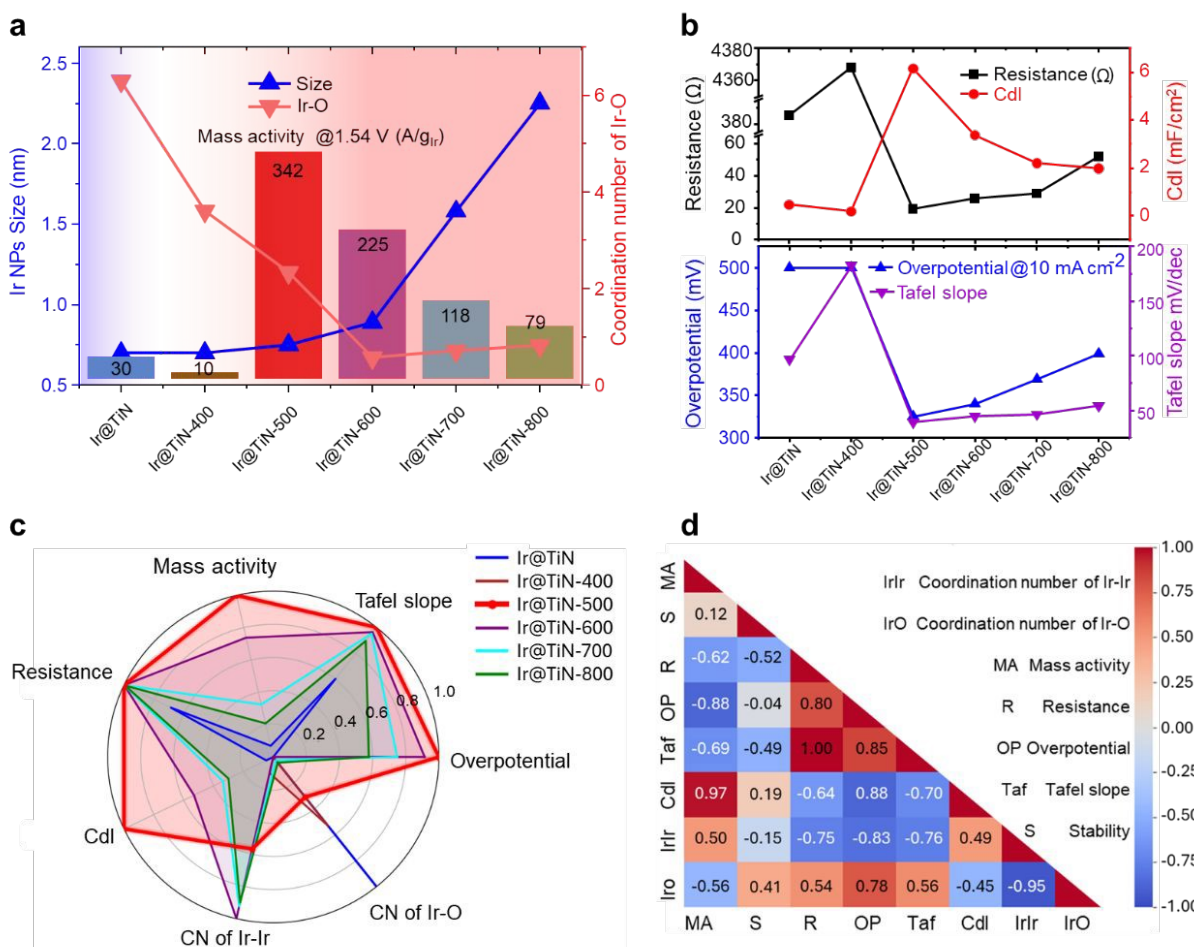 a
Size
Ir-O
Mass activity @1.54 V (A/gIr)
Ir NPs Size (nm)
2.5
2.0
1.5
1.0
0.5
Coordination number of Ir-O
6
4
2
0
30
10
342
225
118
79
Ir@TiN
Ir@TiN-400
Ir@TiN-500
Ir@TiN-600
Ir@TiN-700
Ir@TiN-800
b
Resistance (Ω)
4380
4360
380
60
40
20
0
Resistance (Ω)
Cdl
Cdl (mF/cm²)
6
4
2
0
Overpotential (mV)
500
450
400
350
300
Overpotential@10 mA cm-2
Tafel slope
Tafel slope mV/dec
200
150
100
50
Ir@TiN
Ir@TiN-400
Ir@TiN-500
Ir@TiN-600
Ir@TiN-700
Ir@TiN-800
c
Mass activity
Tafel slope
Resistance
Overpotential
Cdl
CN of Ir-Ir
CN of Ir-O
0.2
0.4
0.6
0.8
1.0
Ir@TiN
Ir@TiN-400
Ir@TiN-500
Ir@TiN-600
Ir@TiN-700
Ir@TiN-800
d
MA
S 0.12
R -0.62 -0.52
OP -0.88 -0.04 0.80
Taf -0.69 -0.49 1.00 0.85
Cdl 0.97 0.19 -0.64 0.88 -0.70
IrIr 0.50 -0.15 -0.75 -0.83 -0.76 0.49
Iro -0.56 0.41 0.54 0.78 0.56 -0.45 -0.95
MA S R OP Taf Cdl IrIr IrO
IrIr Coordination number of Ir-Ir
IrO Coordination number of Ir-O
MA Mass activity
R Resistance
OP Overpotential
Taf Tafel slope
S Stability
1.00
0.75
0.50
0.25
0.00
-0.25
-0.50
-0.75
-1.00